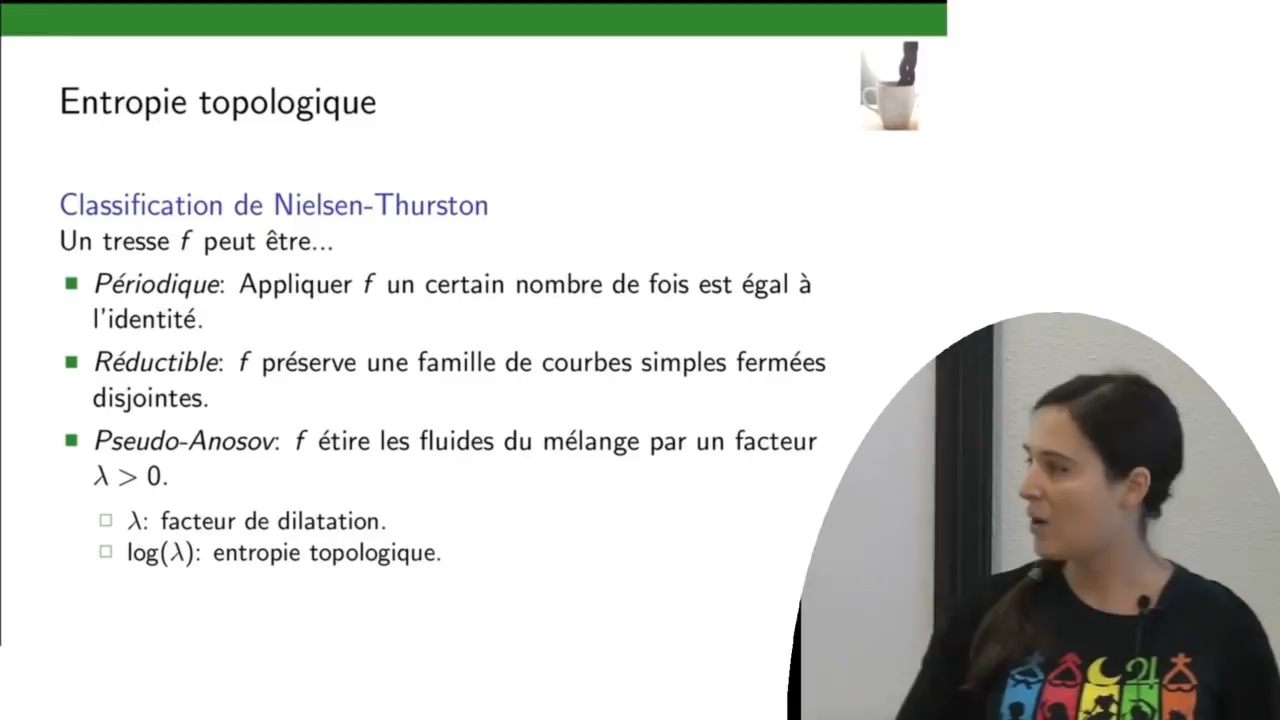 Entropie topologique
Classification de Nielsen-Thurston
Un tresse f peut être...
Périodique: Appliquer f un certain nombre de fois est égal à
l'identité.
Réductible: f préserve une famille de courbes simples fermées
disjointes.
Pseudo-Anosov: f étire les fluides du mélange par un facteur
λ > 0.
λ: facteur de dilatation.
log(λ): entropie topologique.